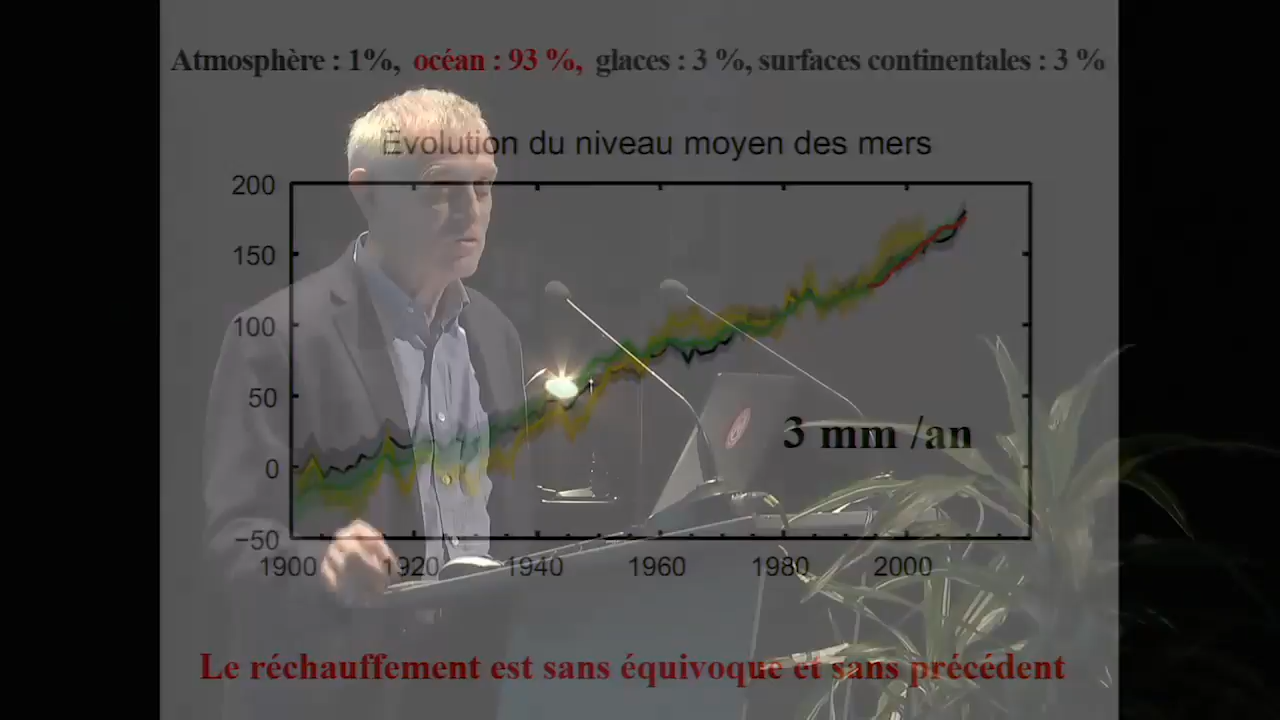 Atmosphère : 1%, océan : 93 %, glaces : 3 %, surfaces continentales : 3 %
Évolution du niveau moyen des mers
200
150
100
50
0
−50
3 mm /an
1900 1920 1940 1960 1980 2000
Le réchauffement est sans équivoque et sans précédent